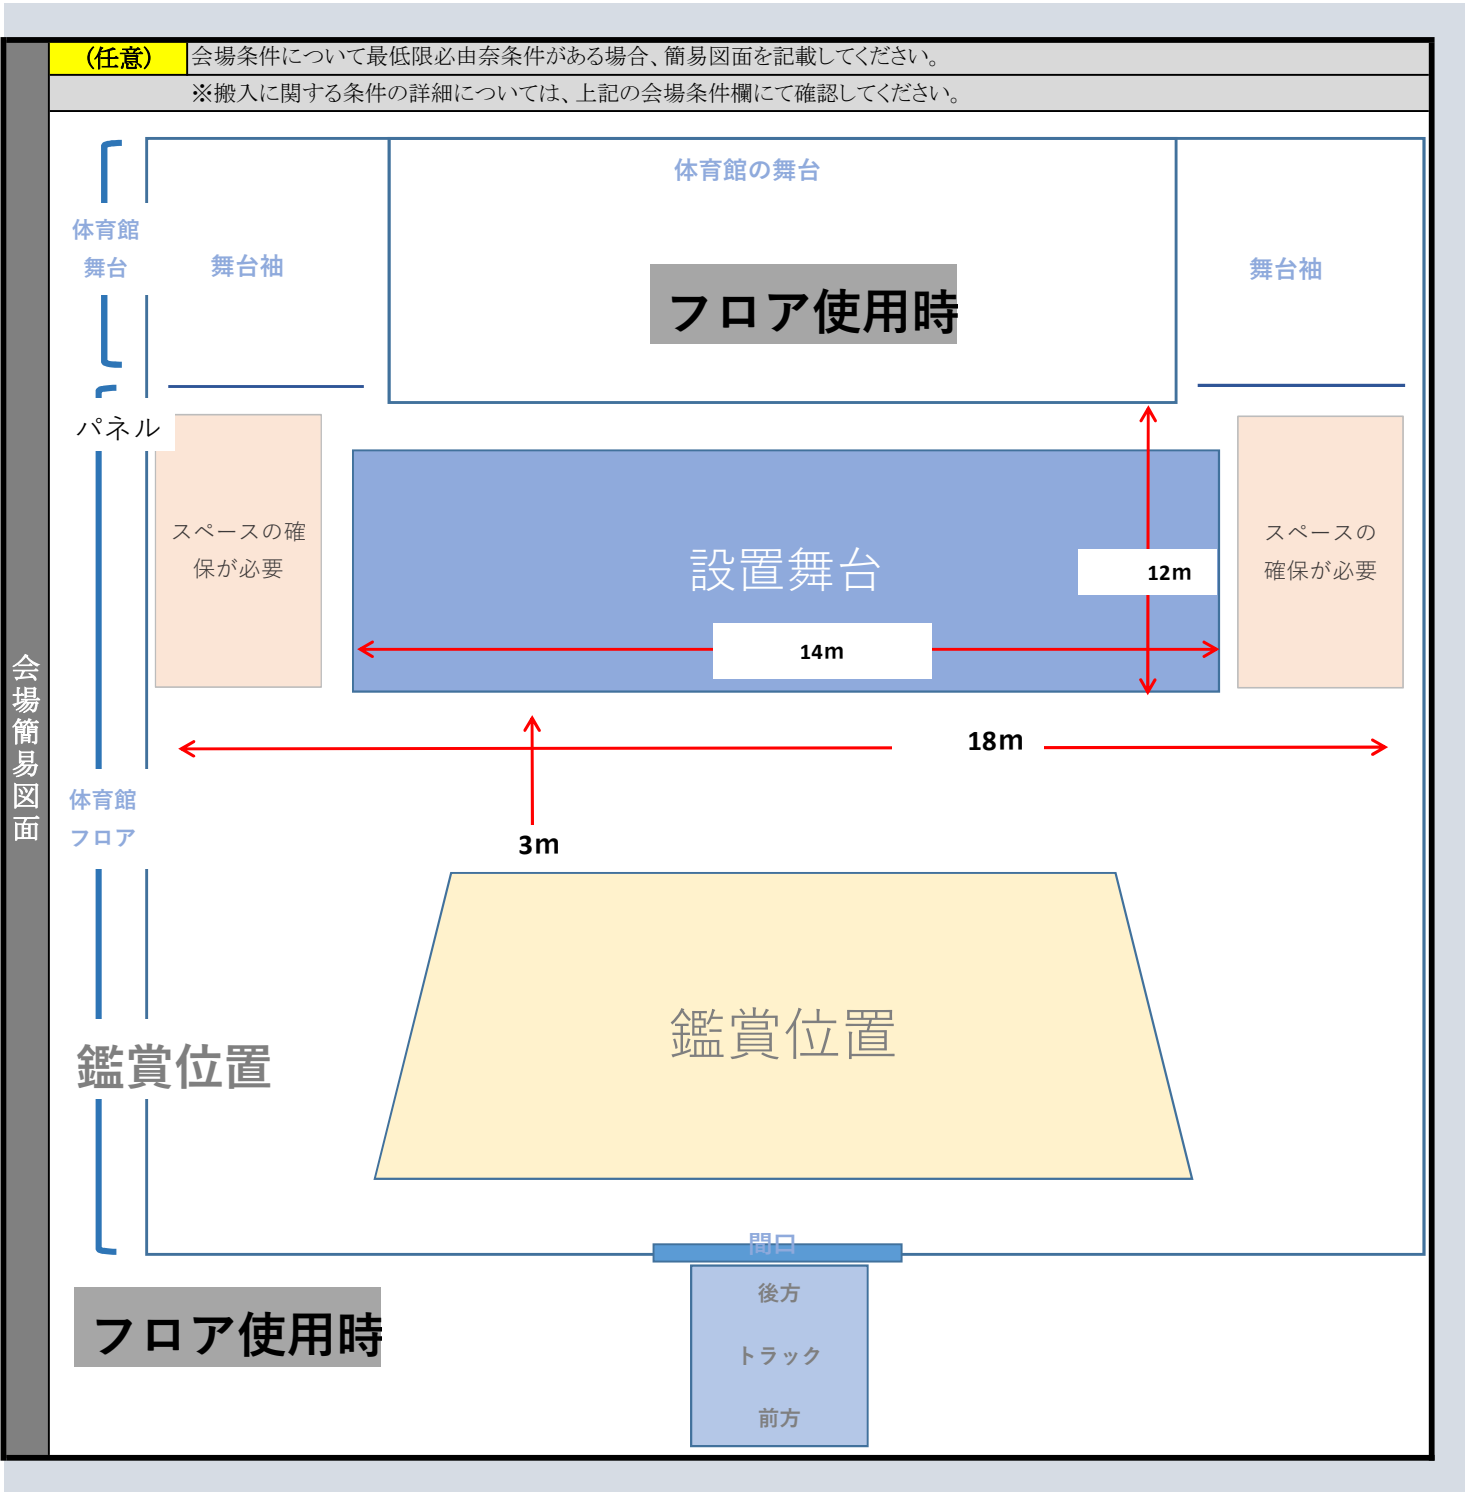 (任意)
会場条件について最低限必由奈条件がある場合、簡易図面を記載してください。
※搬入に関する条件の詳細については、上記の会場条件欄にて確認してください。
会場簡易図面
体育館の舞台
体育館
舞台
舞台袖
舞台袖
フロア使用時
パネル
スペースの確
保が必要
設置舞台
12m
14m
スペースの
確保が必要
18m
体育館
フロア
3m
鑑賞位置
鑑賞位置
間口
後方
トラック
前方
フロア使用時